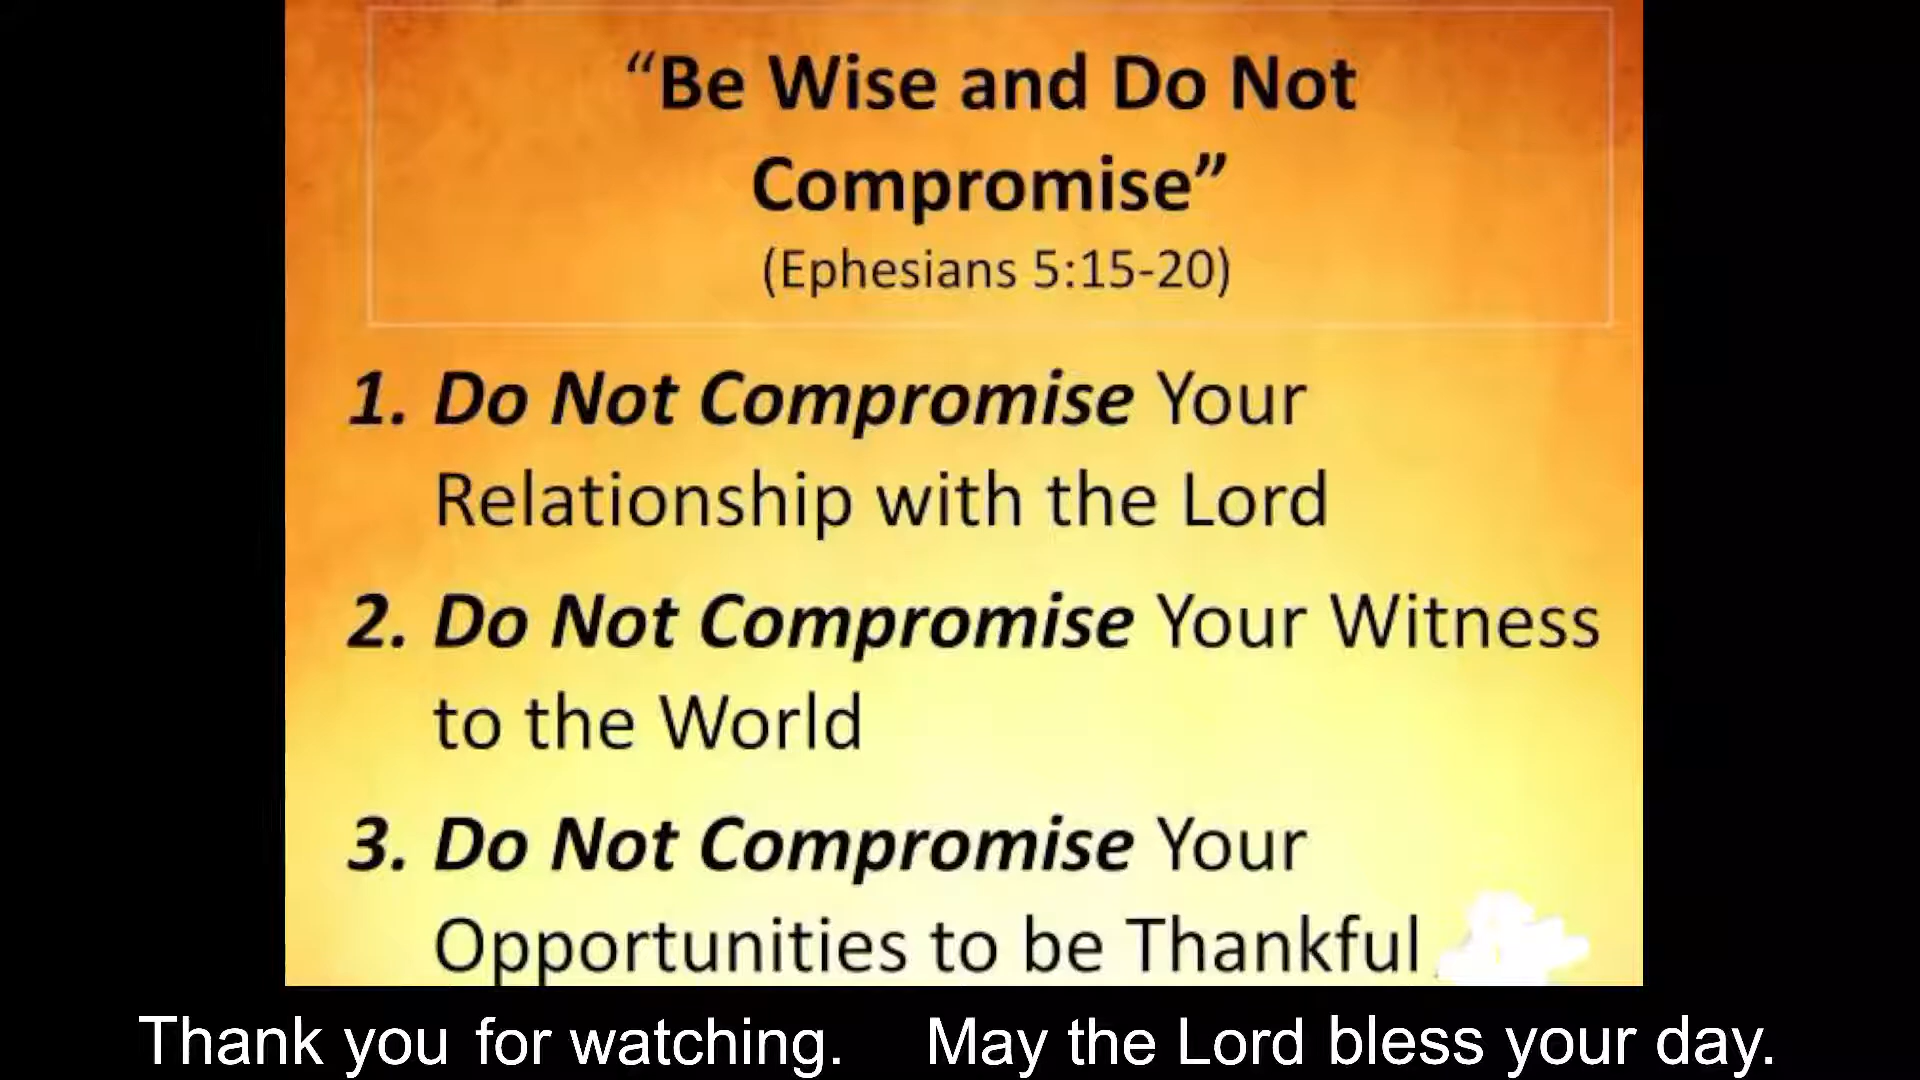 “Be Wise and Do Not
Compromise”
(Ephesians 5:15-20)
1. Do Not Compromise Your
Relationship with the Lord
2. Do Not Compromise Your Witness
to the World
3. Do Not Compromise Your
Opportunities to be Thankful
Thank you for watching. May the Lord bless your day.